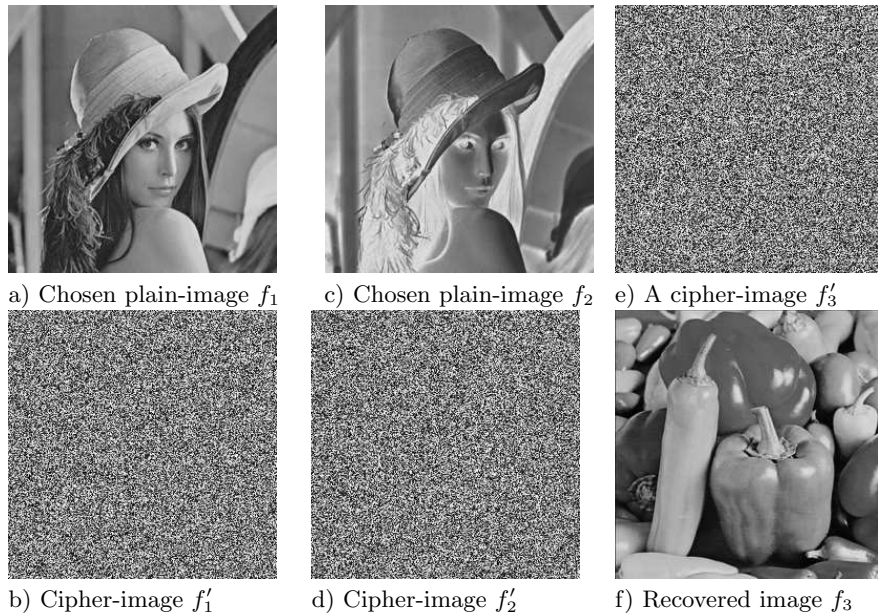 a) Chosen plain-image f₁
c) Chosen plain-image f₂
e) A cipher-image f₃′
b) Cipher-image f₁′
d) Cipher-image f₂′
f) Recovered image f₃